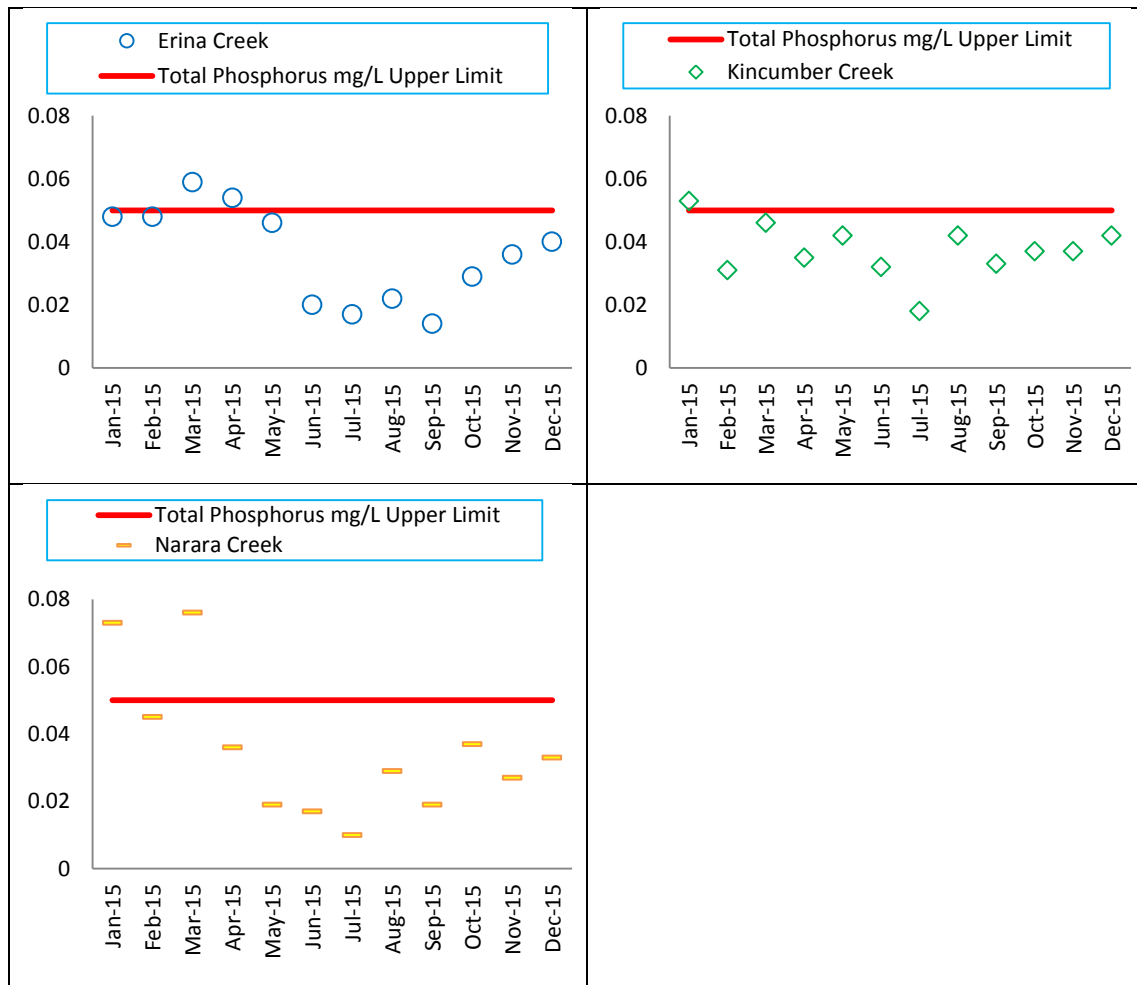 Erina Creek
Total Phosphorus mg/L Upper Limit
0.08
0.06
0.04
0.02
0
Jan-15
Feb-15
Mar-15
Apr-15
May-15
Jun-15
Jul-15
Aug-15
Sep-15
Oct-15
Nov-15
Dec-15
Total Phosphorus mg/L Upper Limit
Kincumber Creek
0.08
0.06
0.04
0.02
0
Jan-15
Feb-15
Mar-15
Apr-15
May-15
Jun-15
Jul-15
Aug-15
Sep-15
Oct-15
Nov-15
Dec-15
Total Phosphorus mg/L Upper Limit
Narara Creek
0.08
0.06
0.04
0.02
0
Jan-15
Feb-15
Mar-15
Apr-15
May-15
Jun-15
Jul-15
Aug-15
Sep-15
Oct-15
Nov-15
Dec-15